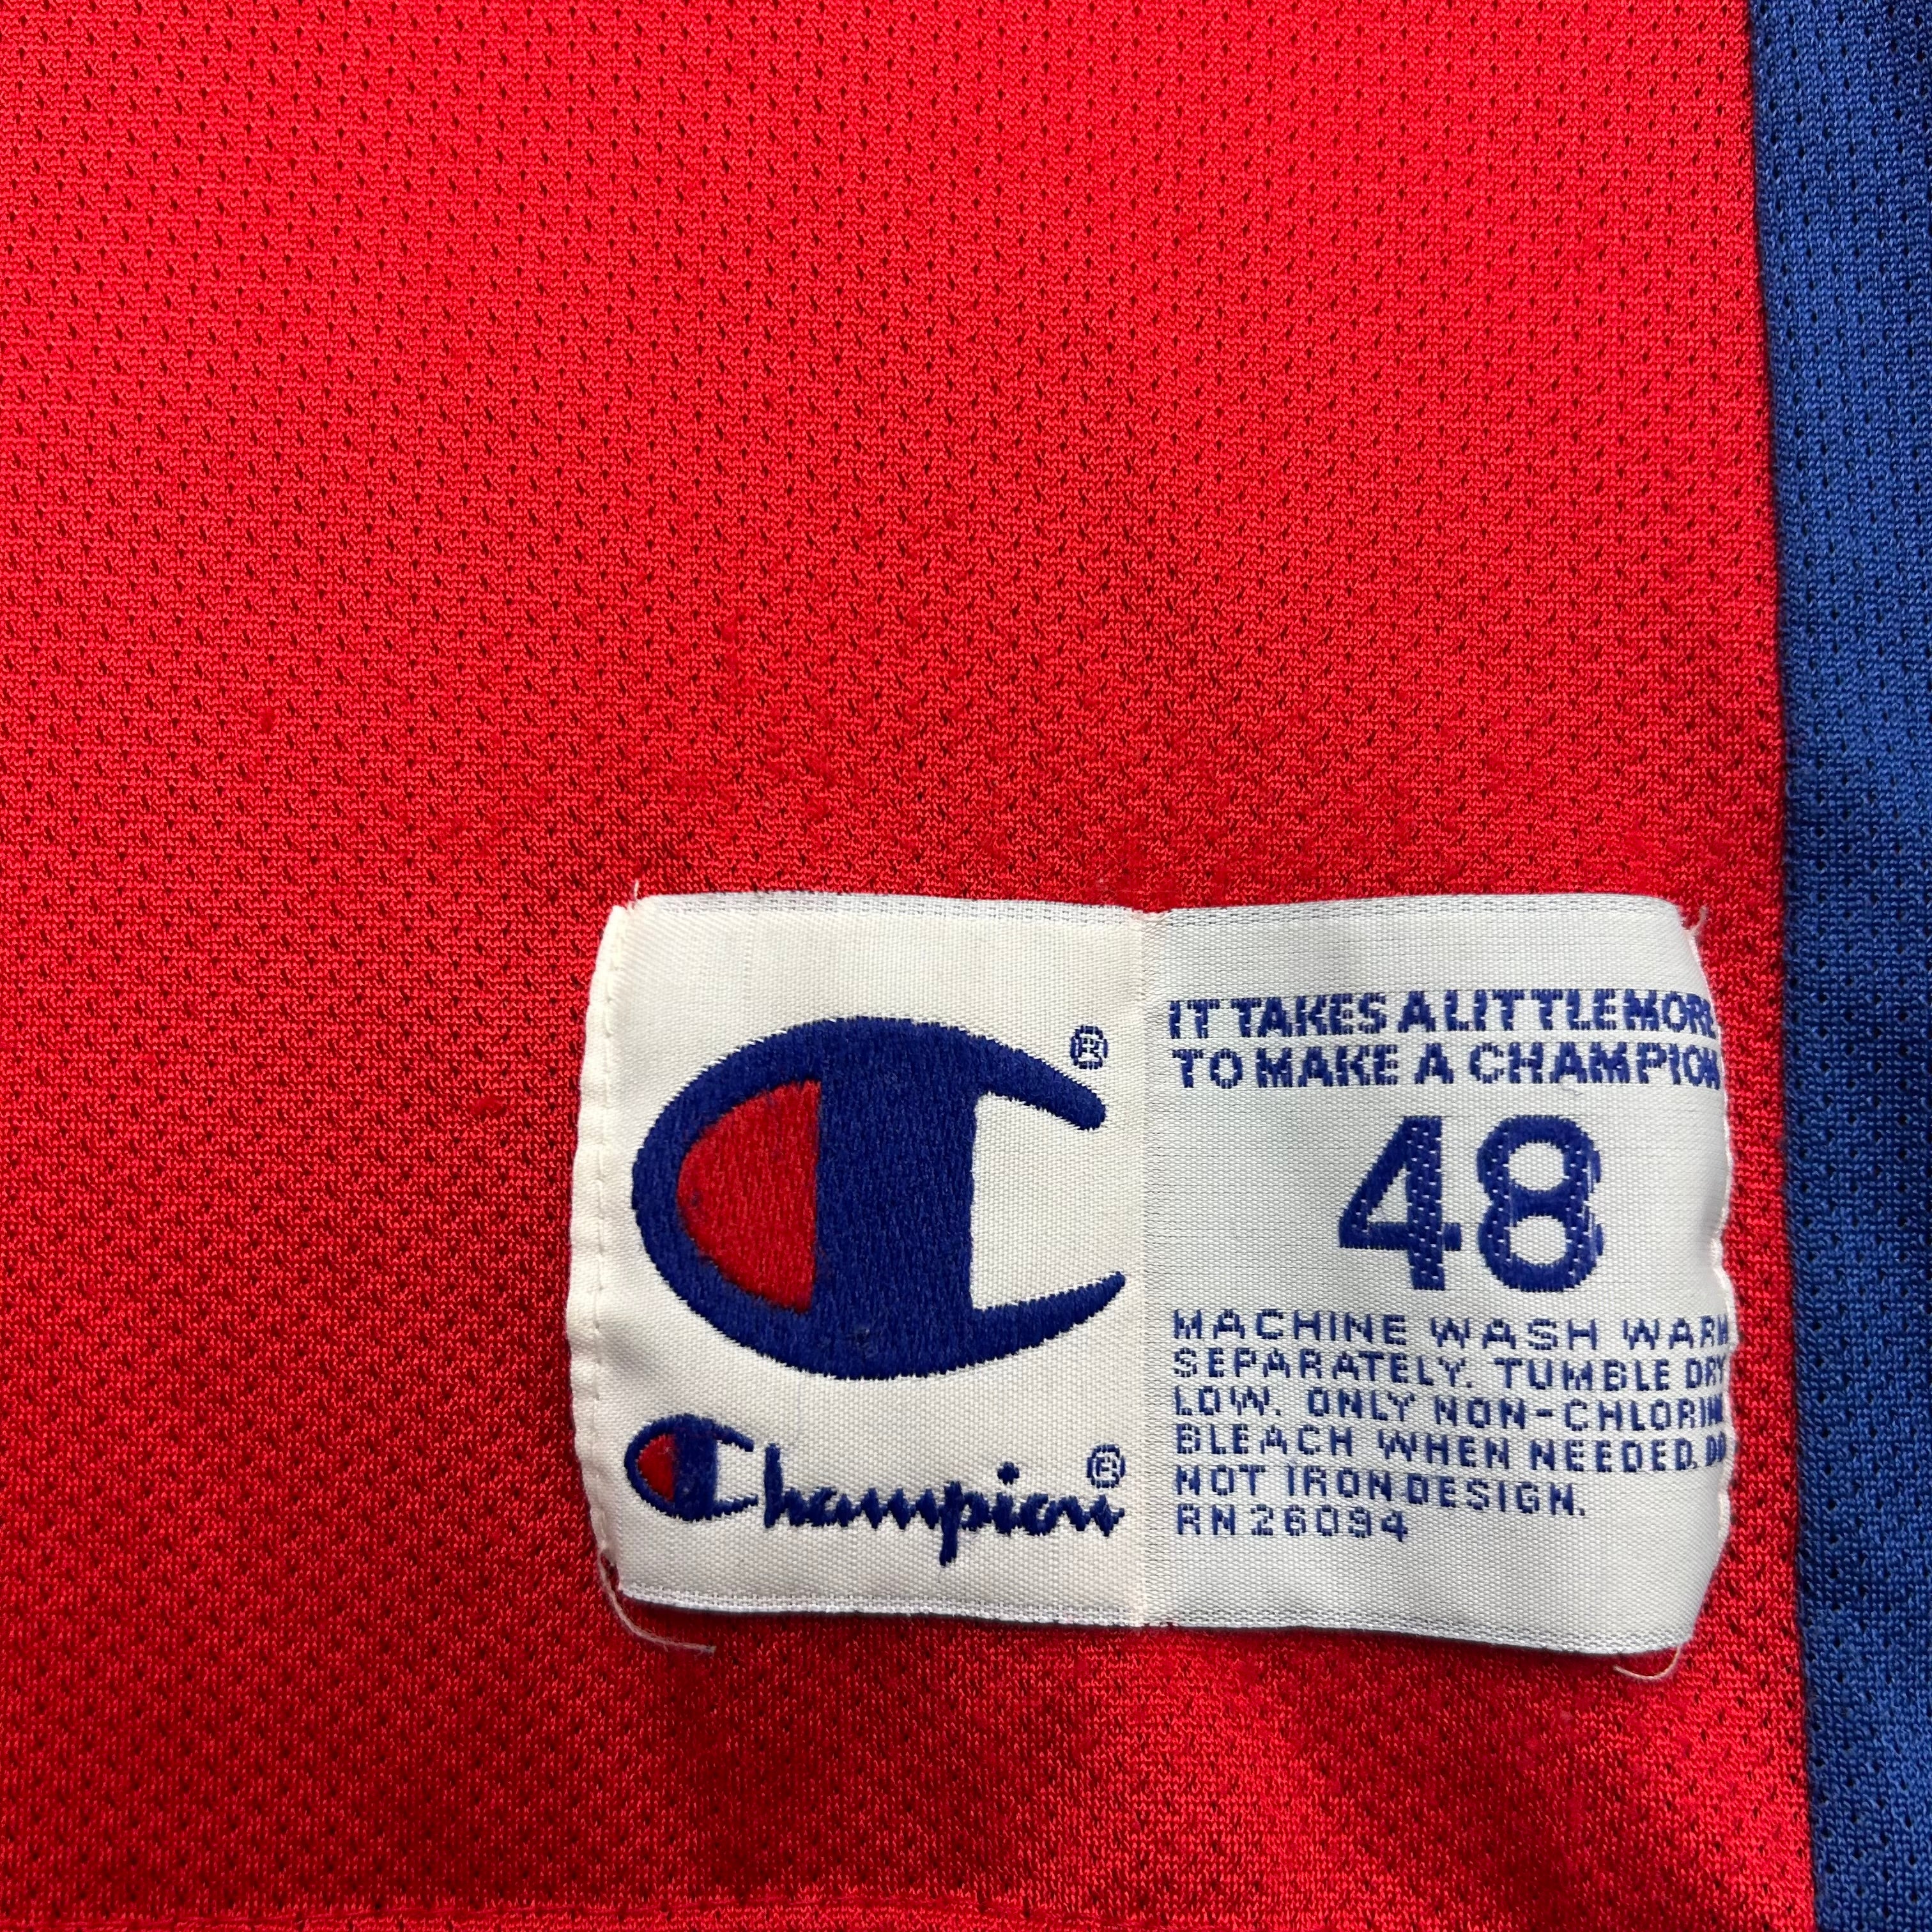 Champion
IT TAKES A LITTLE MORE
TO MAKE A CHAMPION
48
MACHINE WASH WARM
SEPARATELY. TUMBLE DRY
LOW. ONLY NON-CHLORINE
BLEACH WHEN NEEDED. DO
NOT IRON DESIGN.
RN 26094